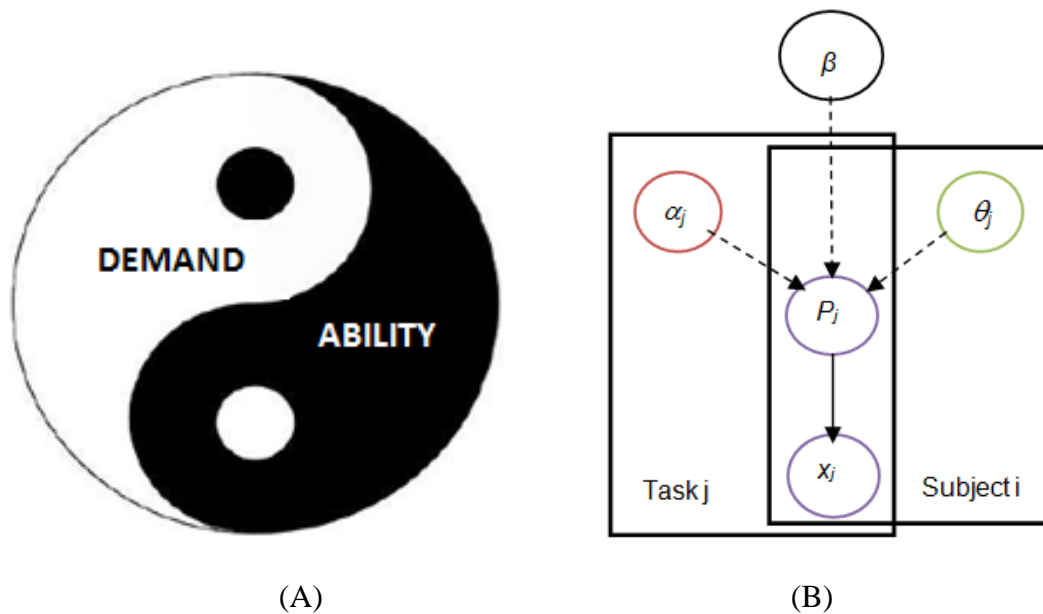 DEMAND
ABILITY
β
αj
θj
Pj
xj
Task j
Subject i
(A)
(B)